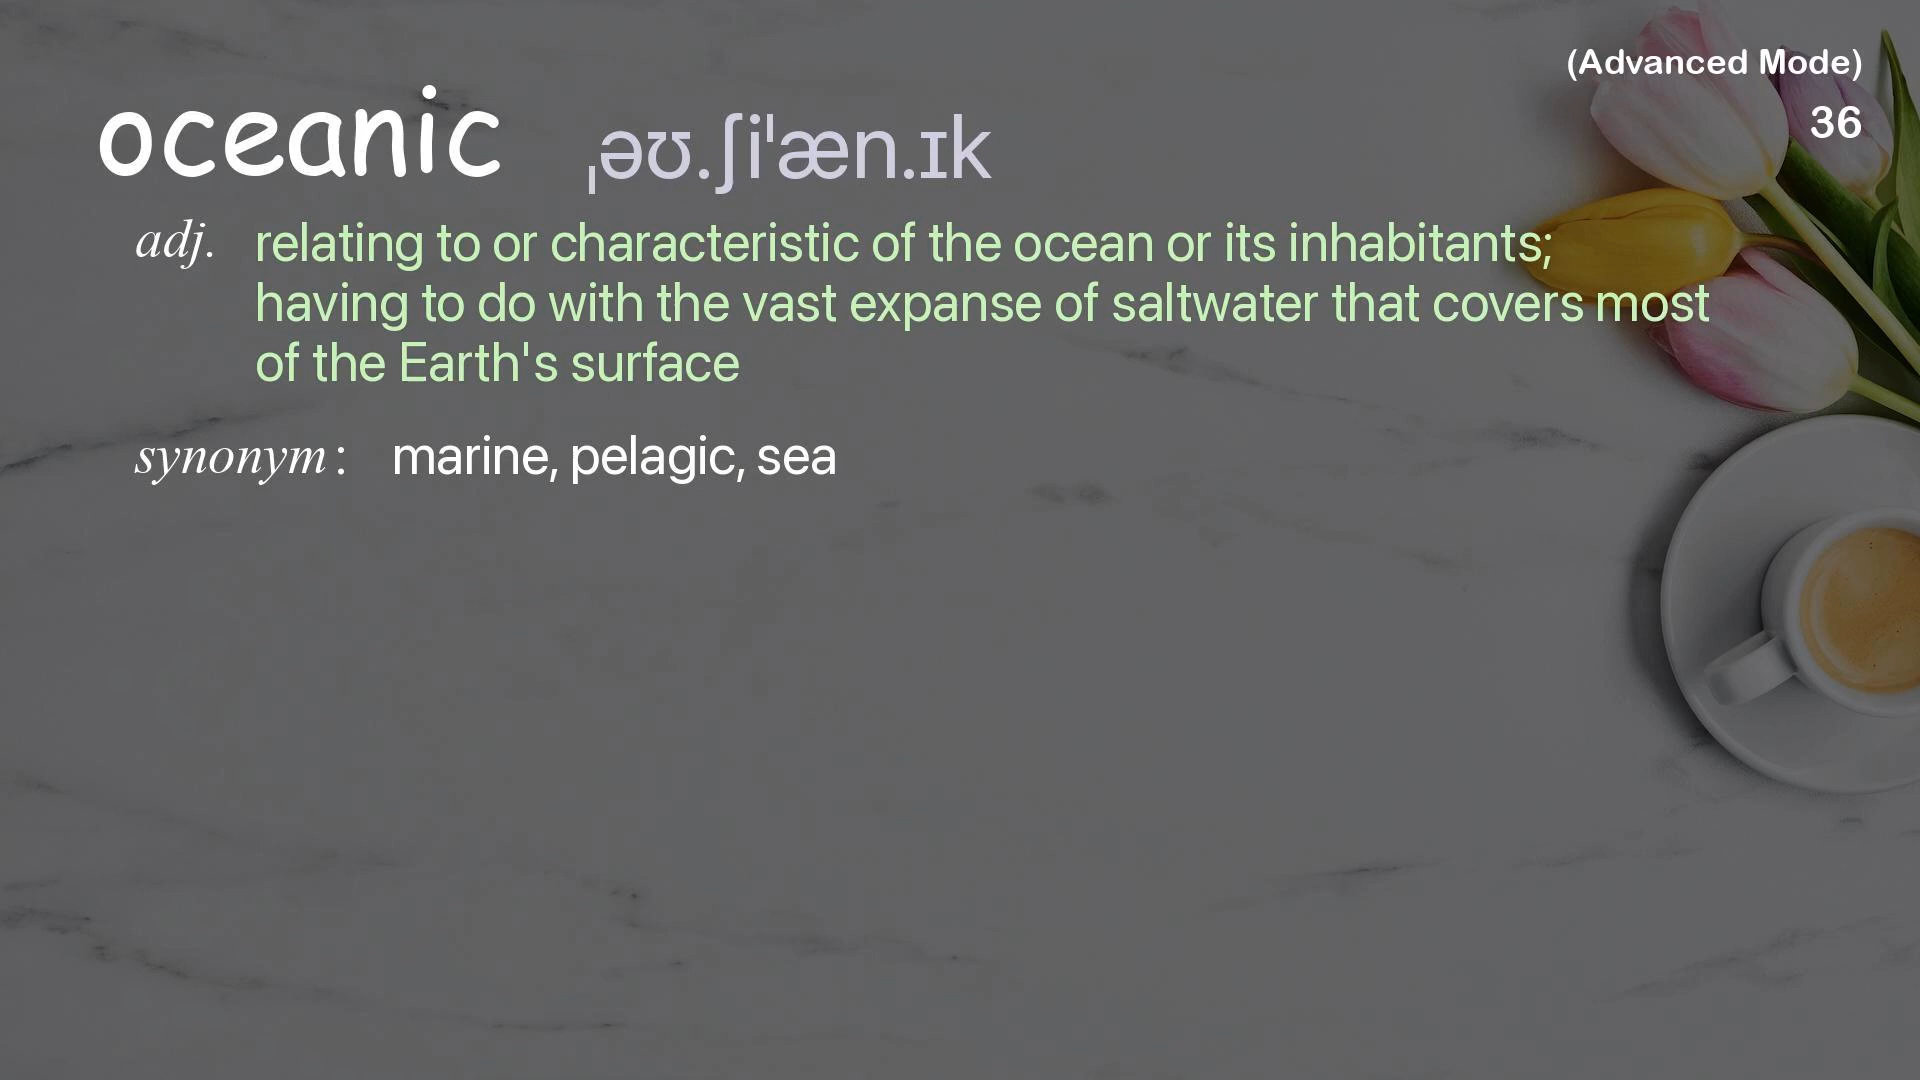 (Advanced Mode)
36
oceanic ˌəʊ.ʃiˈæn.ɪk
adj. relating to or characteristic of the ocean or its inhabitants;
having to do with the vast expanse of saltwater that covers most
of the Earth's surface
synonym: marine, pelagic, sea